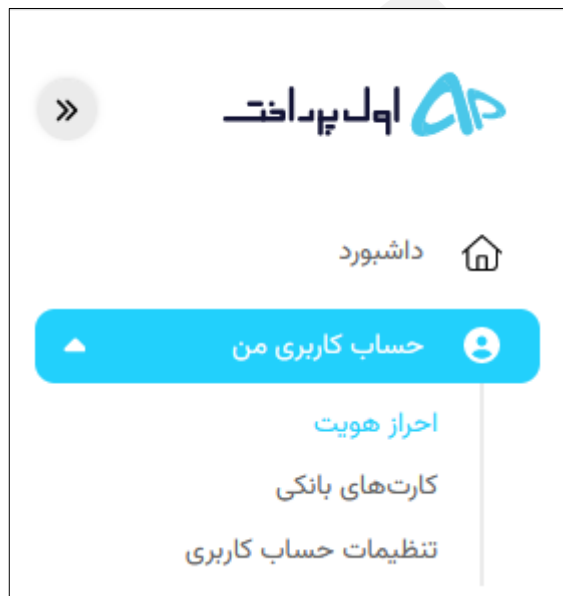 اول پرداخت
داشبورد
حساب کاربری من
احراز هویت
کارت‌های بانکی
تنظیمات حساب کاربری